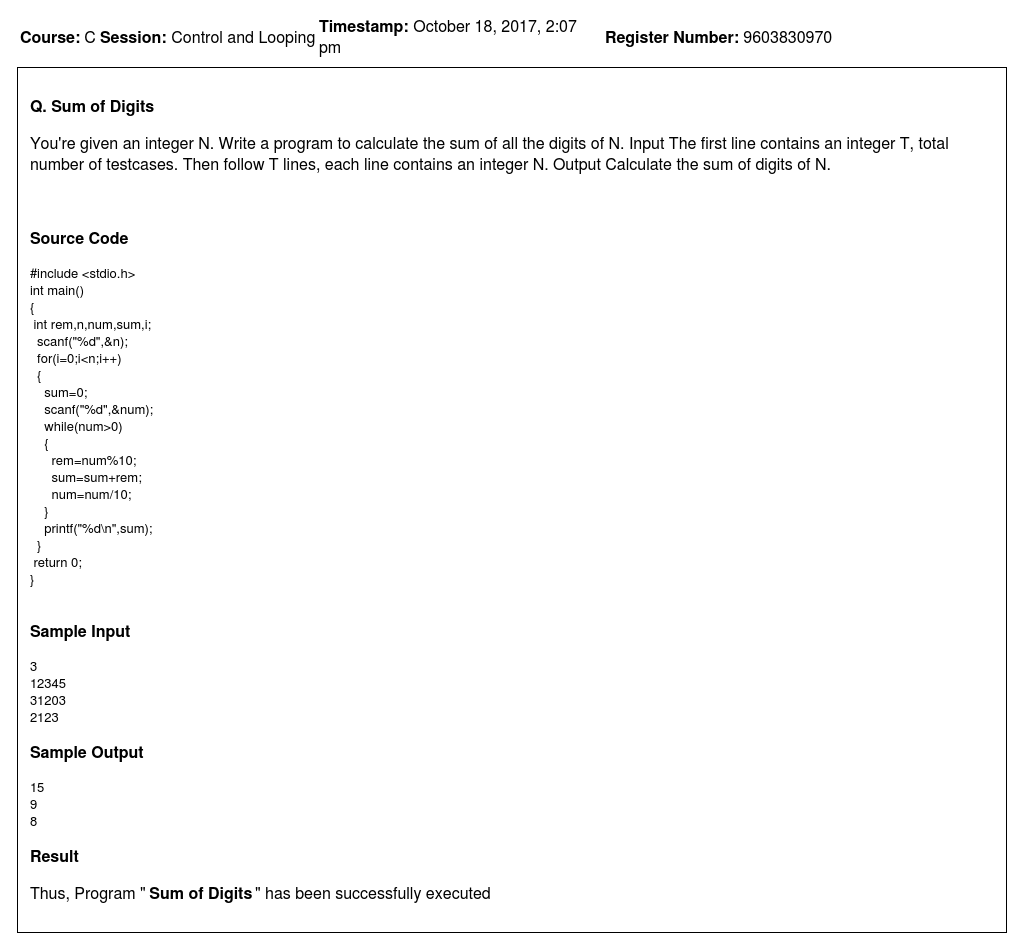 Course: C Session: Control and Looping Timestamp: October 18, 2017, 2:07 pm Register Number: 9603830970
Q. Sum of Digits
You're given an integer N. Write a program to calculate the sum of all the digits of N. Input The first line contains an integer T, total
number of testcases. Then follow T lines, each line contains an integer N. Output Calculate the sum of digits of N.
Source Code
#include <stdio.h>
int main()
{
 int rem,n,num,sum,i;
  scanf("%d",&n);
  for(i=0;i<n;i++)
  {
    sum=0;
    scanf("%d",&num);
    while(num>0)
    {
      rem=num%10;
      sum=sum+rem;
      num=num/10;
    }
    printf("%d\n",sum);
  }
 return 0;
}
Sample Input
3
12345
31203
2123
Sample Output
15
9
8
Result
Thus, Program " Sum of Digits " has been successfully executed